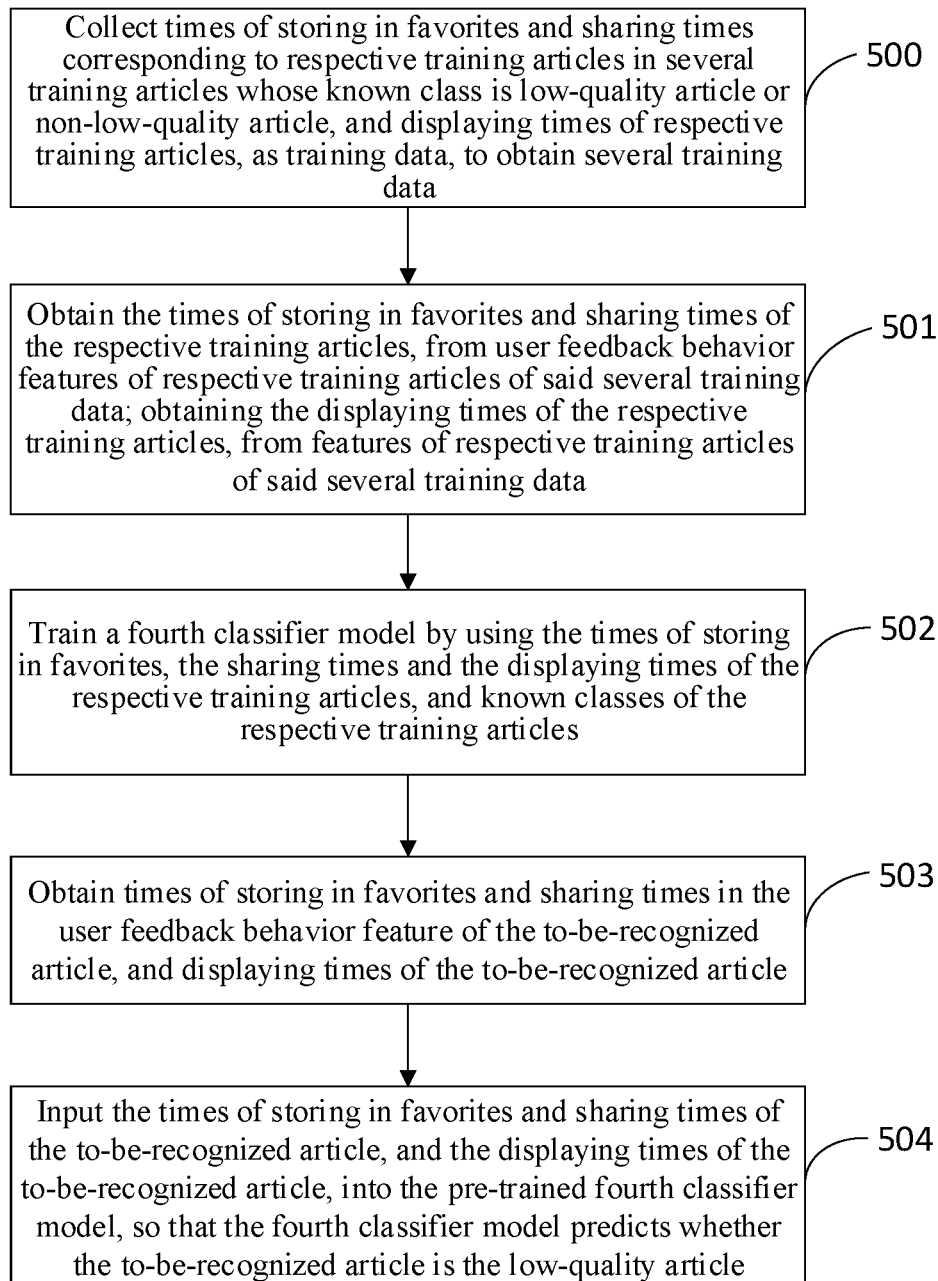 Collect times of storing in favorites and sharing times
corresponding to respective training articles in several
training articles whose known class is low-quality article or
non-low-quality article, and displaying times of respective
training articles, as training data, to obtain several training
data
500
Obtain the times of storing in favorites and sharing times of
the respective training articles, from user feedback behavior
features of respective training articles of said several training
data; obtaining the displaying times of the respective
training articles, from features of respective training articles
of said several training data
501
Train a fourth classifier model by using the times of storing
in favorites, the sharing times and the displaying times of the
respective training articles, and known classes of the
respective training articles
502
Obtain times of storing in favorites and sharing times in the
user feedback behavior feature of the to-be-recognized
article, and displaying times of the to-be-recognized article
503
Input the times of storing in favorites and sharing times of
the to-be-recognized article, and the displaying times of the
to-be-recognized article, into the pre-trained fourth classifier
model, so that the fourth classifier model predicts whether
the to-be-recognized article is the low-quality article
504